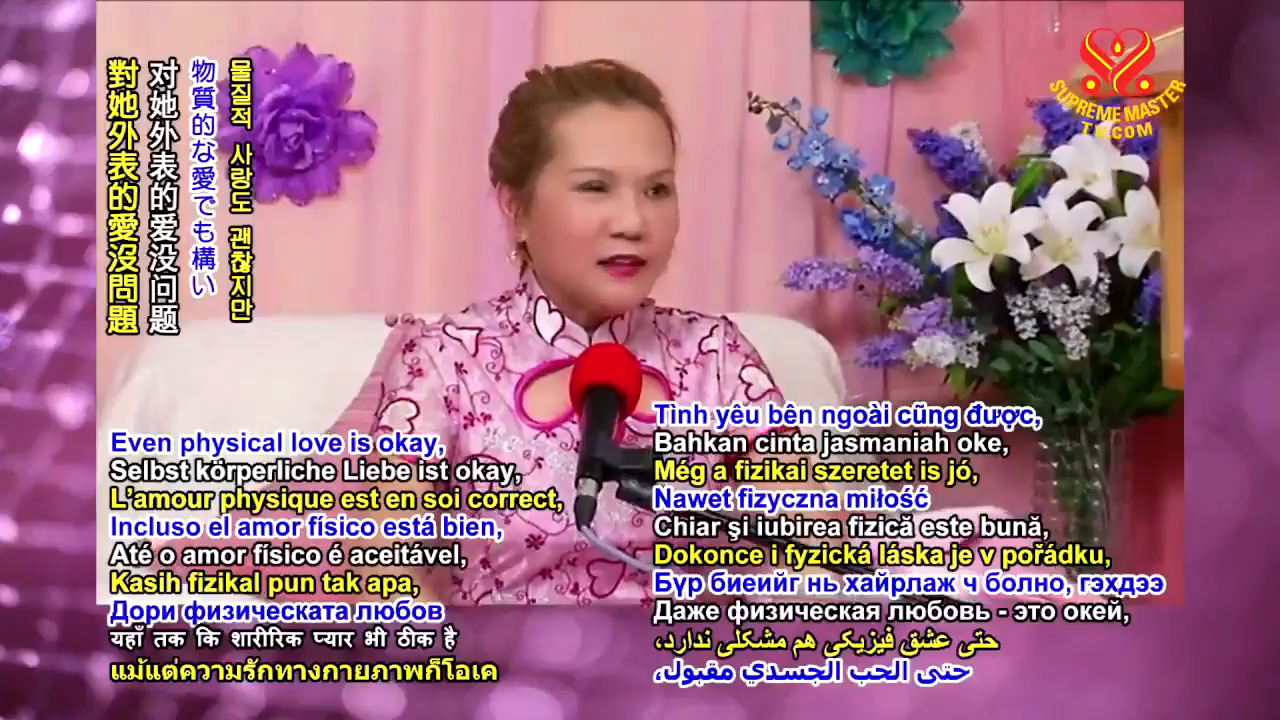 對她外表的愛沒問題
对她外表的爱没问题
物質的な愛でも構い
물질적 사랑도 괜찮지만
SUPREME MASTER
TV.COM
Even physical love is okay,
Selbst körperliche Liebe ist okay,
L'amour physique est en soi correct,
Incluso el amor físico está bien,
Até o amor físico é aceitável,
Kasih fizikal pun tak apa,
Дори физическата любов
यहाँ तक कि शारीरिक प्यार भी ठीक है
แม้แต่ความรักทางกายภาพก็โอเค
Tình yêu bên ngoài cũng được,
Bahkan cinta jasmaniah oke,
Még a fizikai szeretet is jó,
Nawet fizyczna miłość
Chiar şi iubirea fizică este bună,
Dokonce i fyzická láska je v pořádku,
Бүр биеийг нь хайрлаж ч болно, гэхдээ
Даже физическая любовь - это окей,
حتی عشق فیزیکی هم مشکلی ندارد،
حتى الحب الجسدي مقبول،